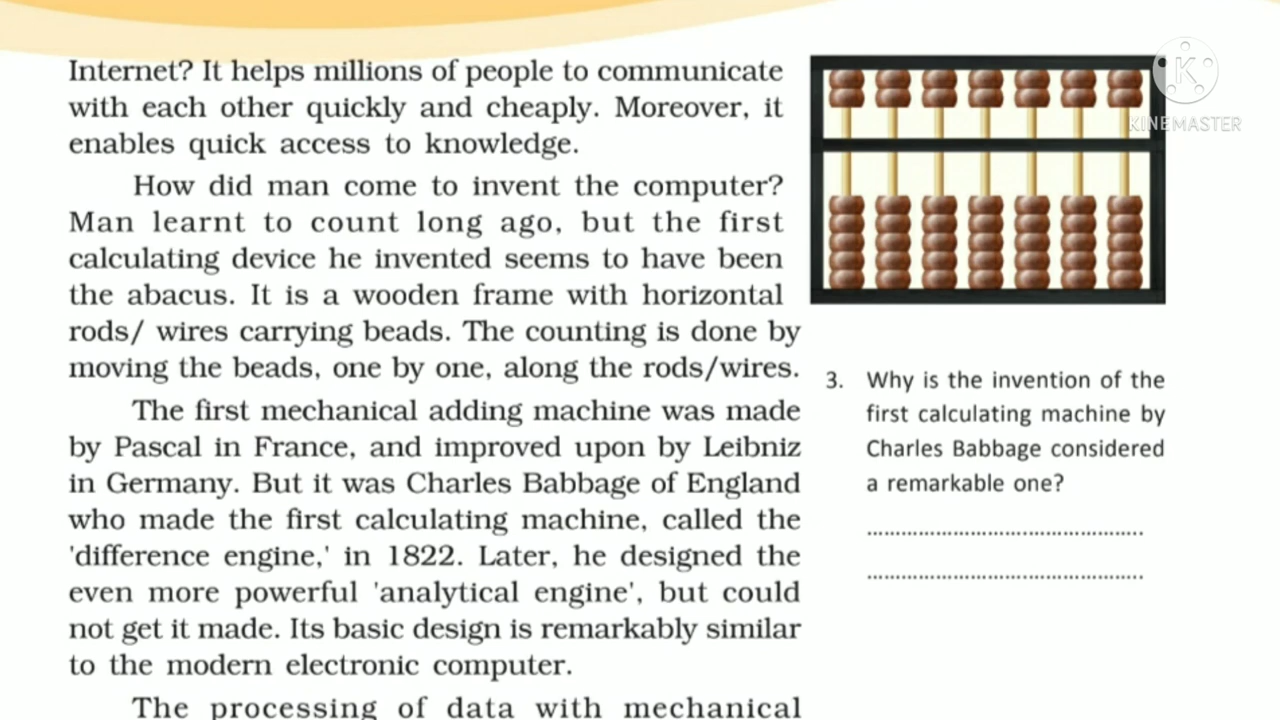 Internet? It helps millions of people to communicate
with each other quickly and cheaply. Moreover, it
enables quick access to knowledge.
How did man come to invent the computer?
Man learnt to count long ago, but the first
calculating device he invented seems to have been
the abacus. It is a wooden frame with horizontal
rods/ wires carrying beads. The counting is done by
moving the beads, one by one, along the rods/wires.
The first mechanical adding machine was made
by Pascal in France, and improved upon by Leibniz
in Germany. But it was Charles Babbage of England
who made the first calculating machine, called the
'difference engine,' in 1822. Later, he designed the
even more powerful 'analytical engine', but could
not get it made. Its basic design is remarkably similar
to the modern electronic computer.
The processing of data with mechanical
K
KINEMASTER
3. Why is the invention of the
first calculating machine by
Charles Babbage considered
a remarkable one?
................................................
................................................